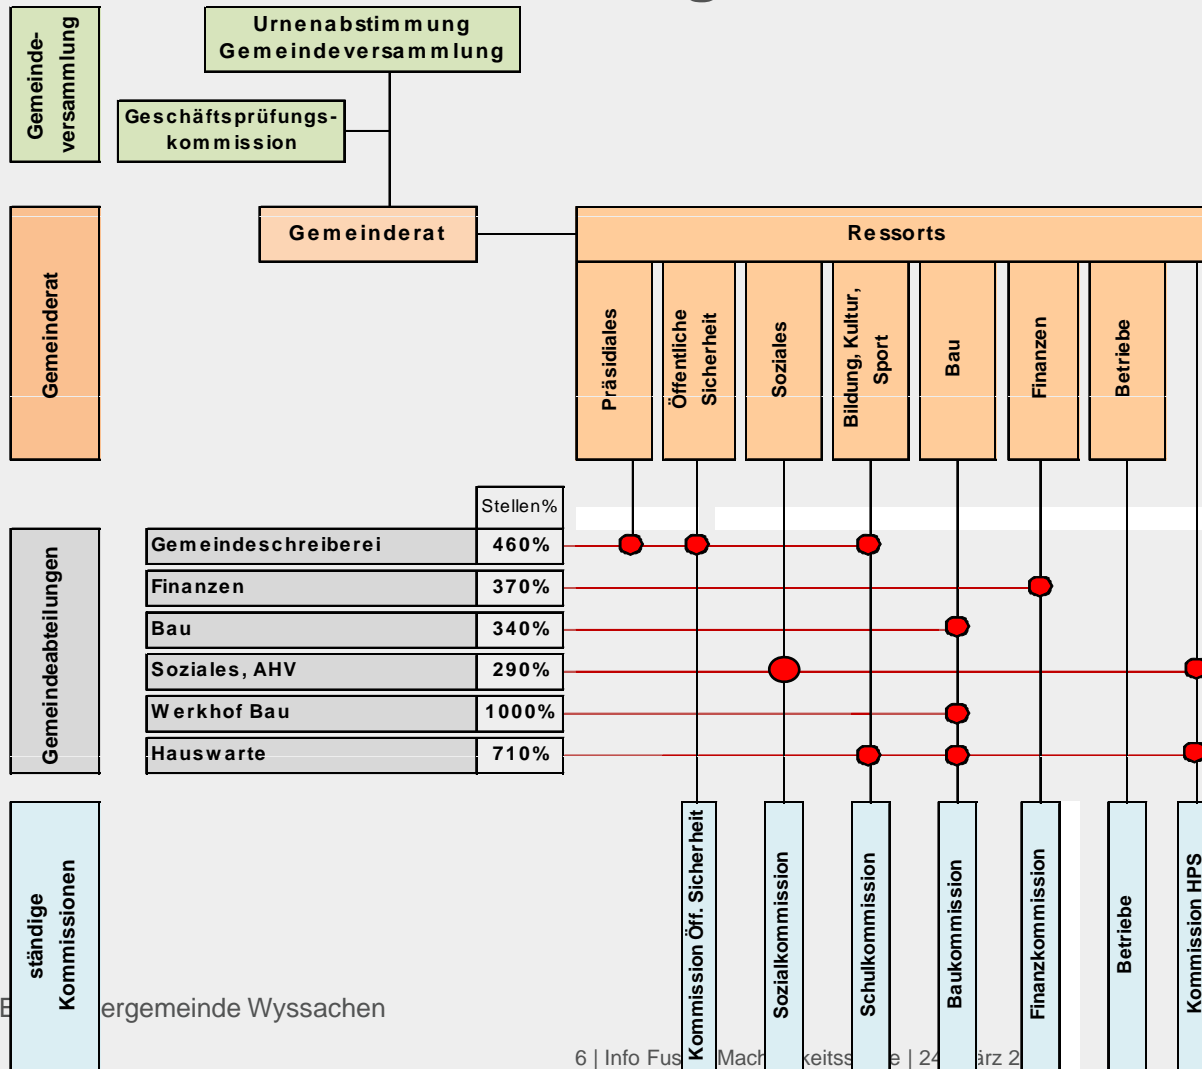 Gemeinde-
versammlung
Urnenabstimmung
Gemeindeversammlung
Geschäftsprüfungs-
kommission
Gemeinderat
Gemeinderat
Ressorts
Präsidiales
Öffentliche
Sicherheit
Soziales
Bildung, Kultur,
Sport
Bau
Finanzen
Betriebe
Gemeindeabteilungen
Stellen%
Gemeindeschreiberei 460%
Finanzen 370%
Bau 340%
Soziales, AHV 290%
Werkhof Bau 1000%
Hauswarte 710%
ständige
Kommissionen
Kommission Öff. Sicherheit
Sozialkommission
Schulkommission
Baukommission
Finanzkommission
Betriebe
Kommission HPS
ergemeinde Wyssachen
6 | Info